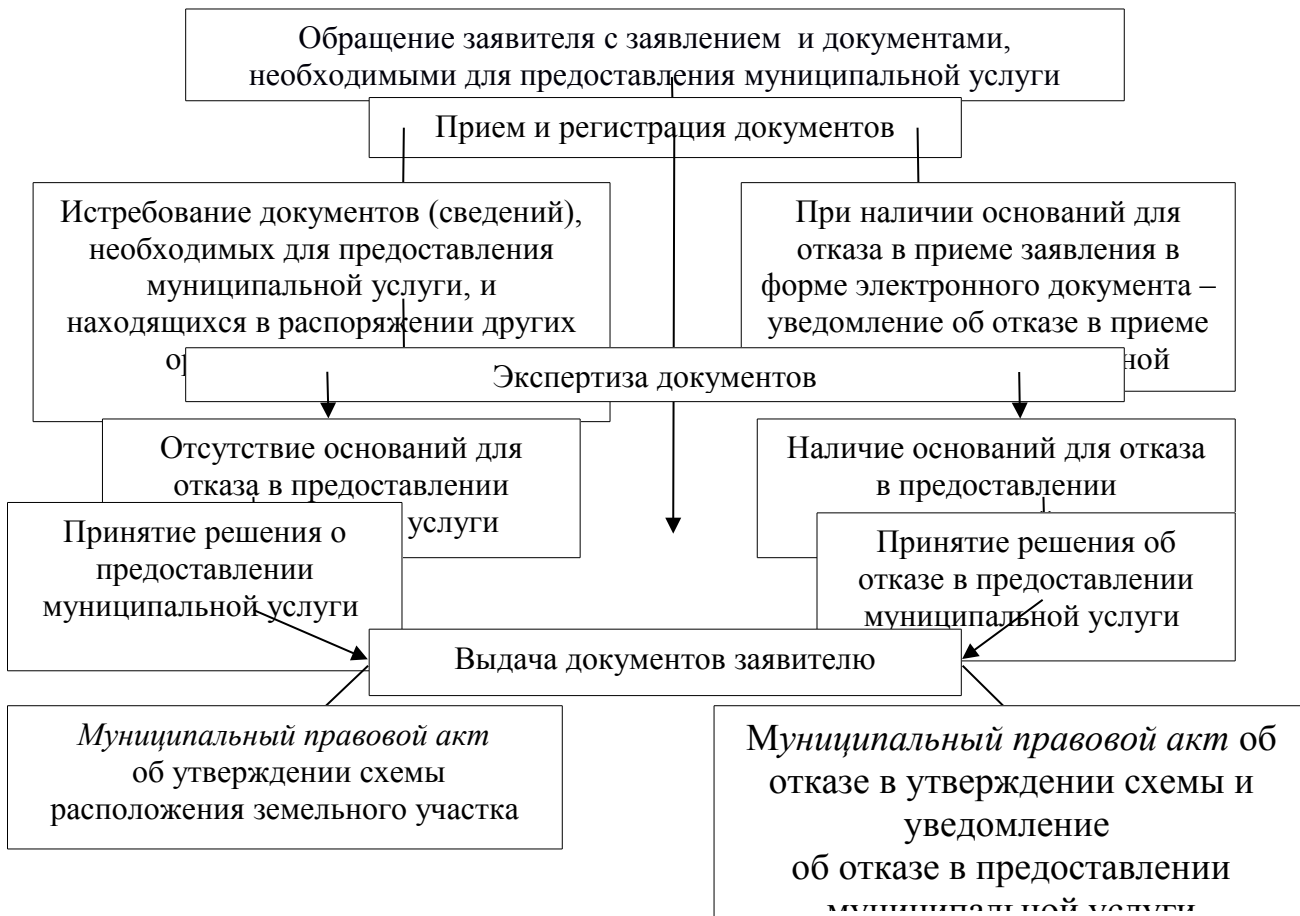 Обращение заявителя с заявлением и документами,
необходимыми для предоставления муниципальной услуги
Прием и регистрация документов
Истребование документов (сведений),
необходимых для предоставления
муниципальной услуги, и
находящихся в распоряжении других
При наличии оснований для
отказа в приеме заявления в
форме электронного документа –
уведомление об отказе в приеме
Экспертиза документов
Отсутствие оснований для
отказа в предоставлении
услуги
Наличие оснований для отказа
в предоставлении
Принятие решения о
предоставлении
муниципальной услуги
Принятие решения об
отказе в предоставлении
муниципальной услуги
Выдача документов заявителю
Муниципальный правовой акт
об утверждении схемы
расположения земельного участка
Муниципальный правовой акт об
отказе в утверждении схемы и
уведомление
об отказе в предоставлении
муниципальной услуги